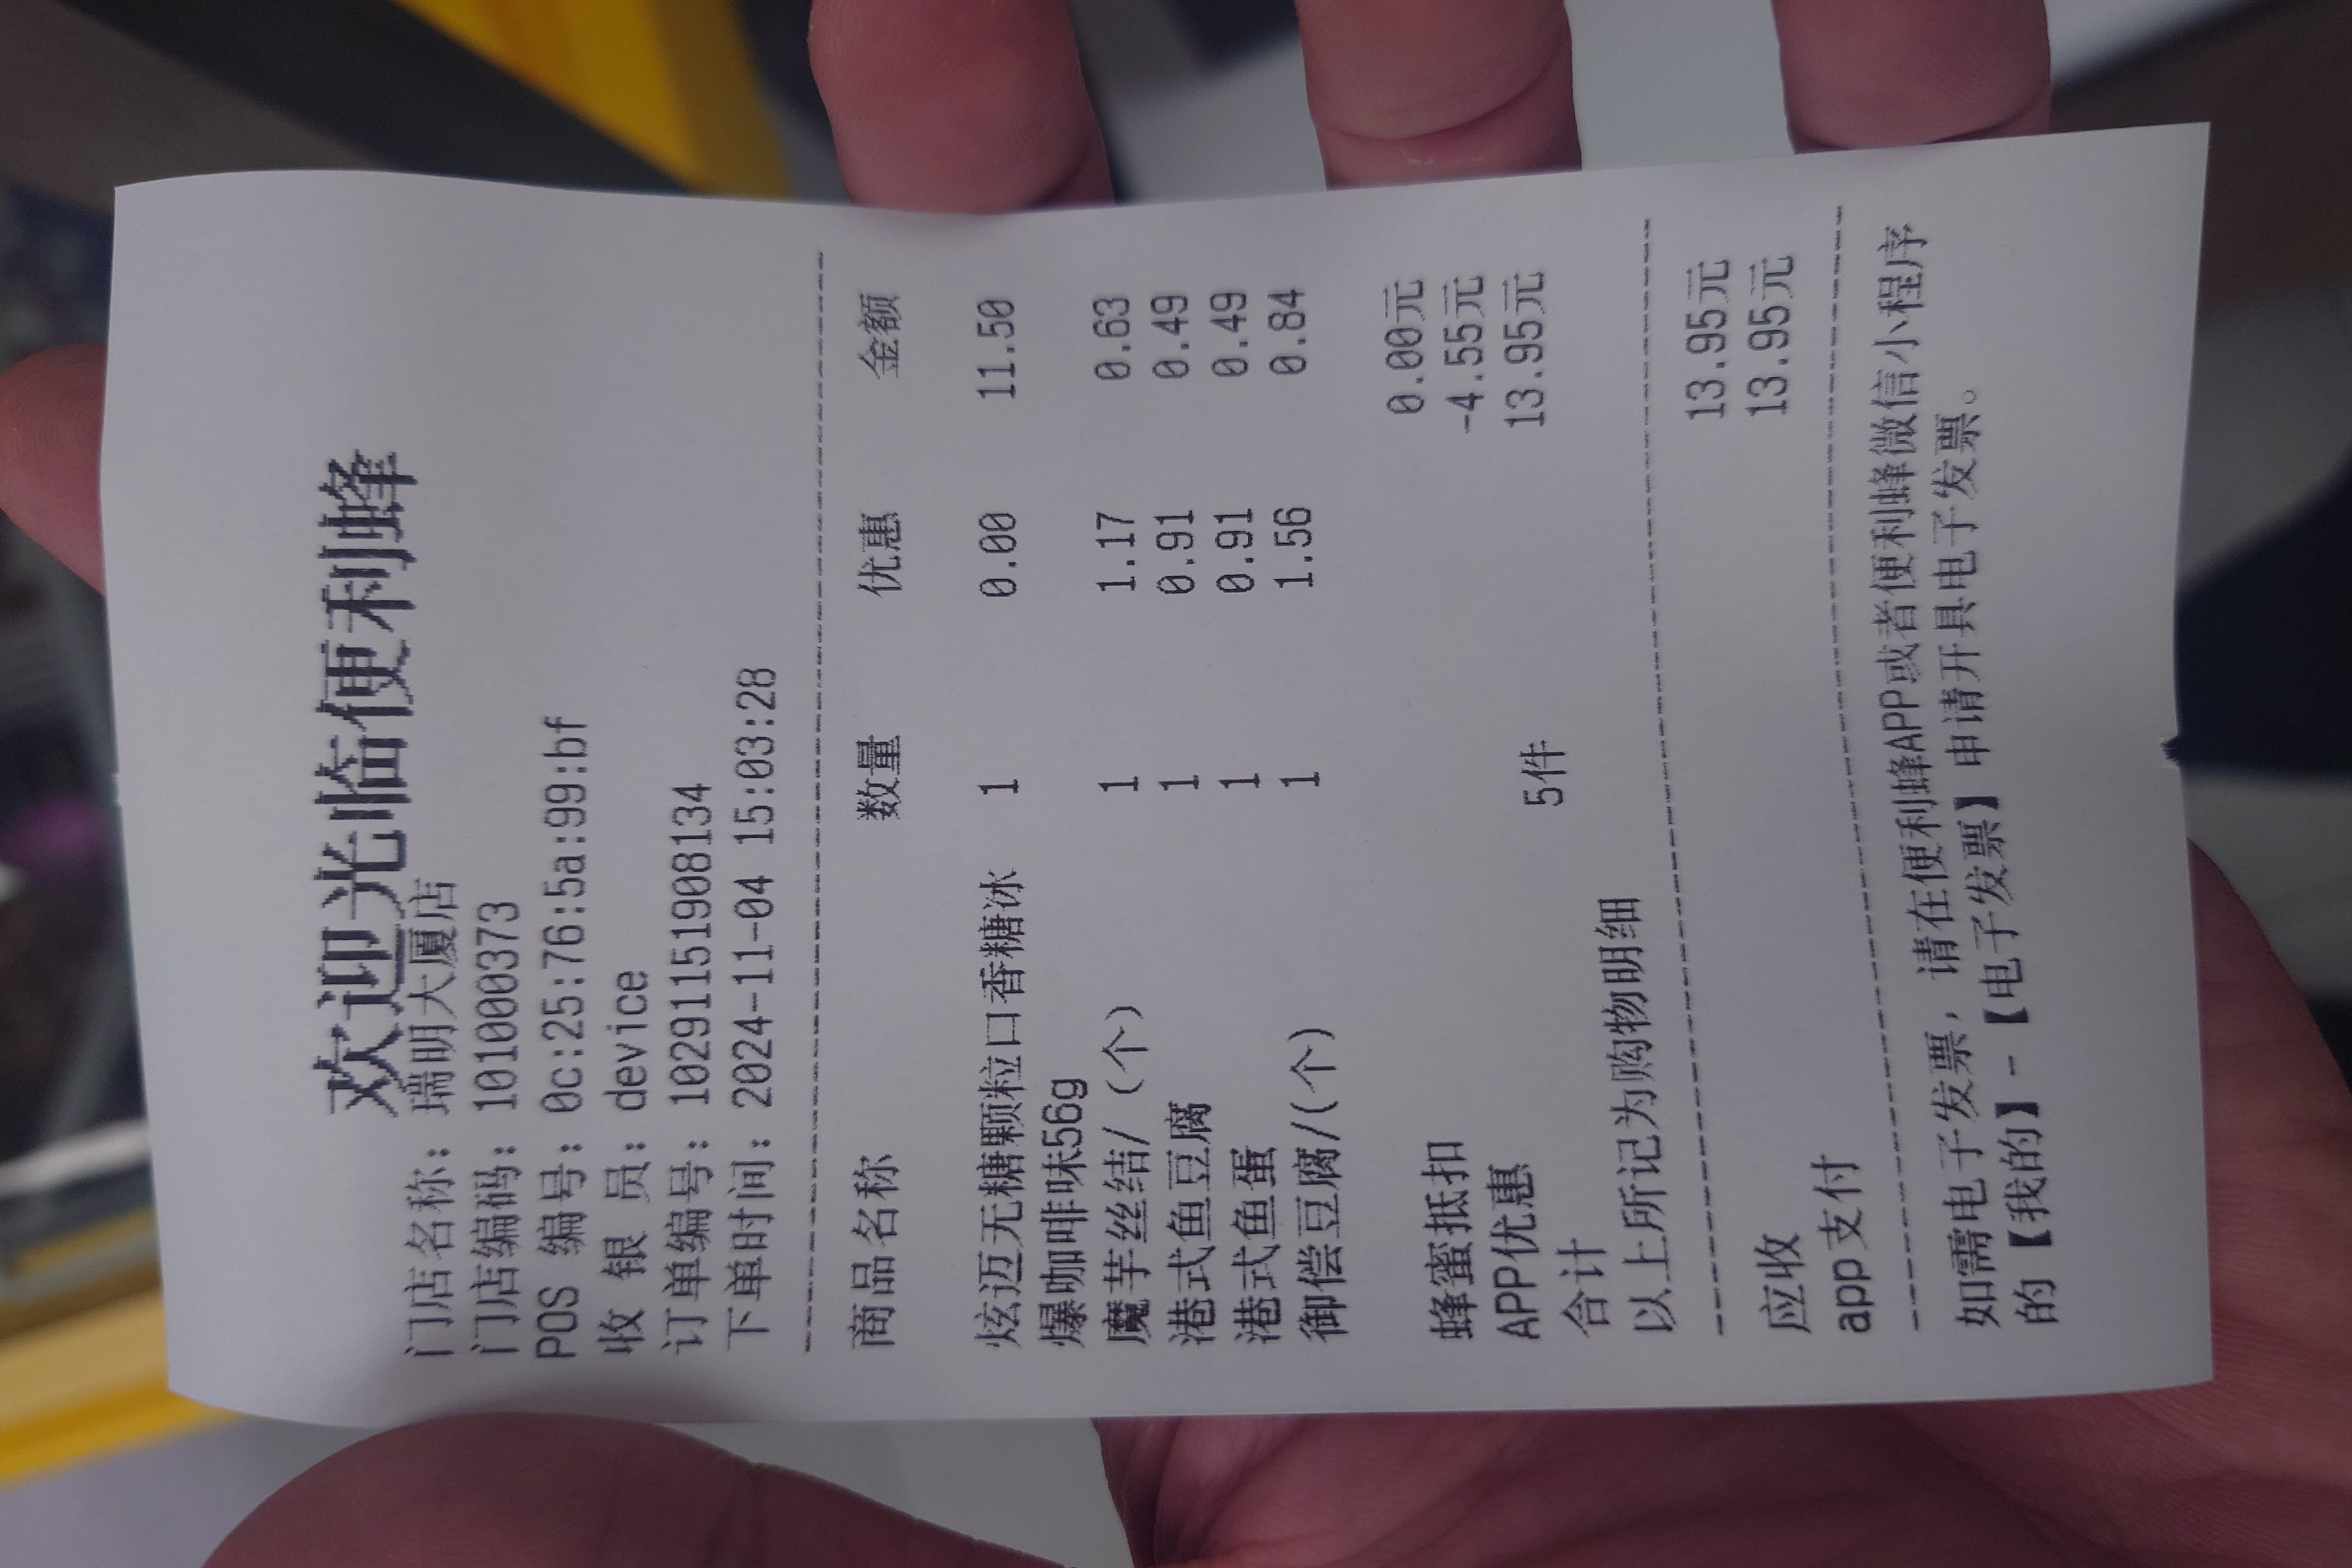 欢迎光临便利蜂
门店名称: 瑞明大厦店
门店编码: 101000373
POS 编号: 0c:25:76:5a:99:bf
收 银 员: device
订单编号: 1029115190813​4
下单时间: 2024-11-04 15:03:28
商品名称 数量 优惠 金额
炫迈无糖颗粒口香糖冰 1 0.00 11.50
爆咖啡味56g
魔芋丝结/（个） 1 1.17 0.63
港式鱼豆腐 1 0.91 0.49
港式鱼蛋 1 0.91 0.49
御偿豆腐/(个) 1 1.56 0.84
蜂蜜抵扣 0.00元
APP优惠 -4.55元
合计 5件 13.95元
以上所记为购物明细
应收 13.95元
app支付 13.95元
如需电子发票，请在便利蜂APP或者便利蜂微信小程序
的【我的】-【电子发票】申请开具电子发票。